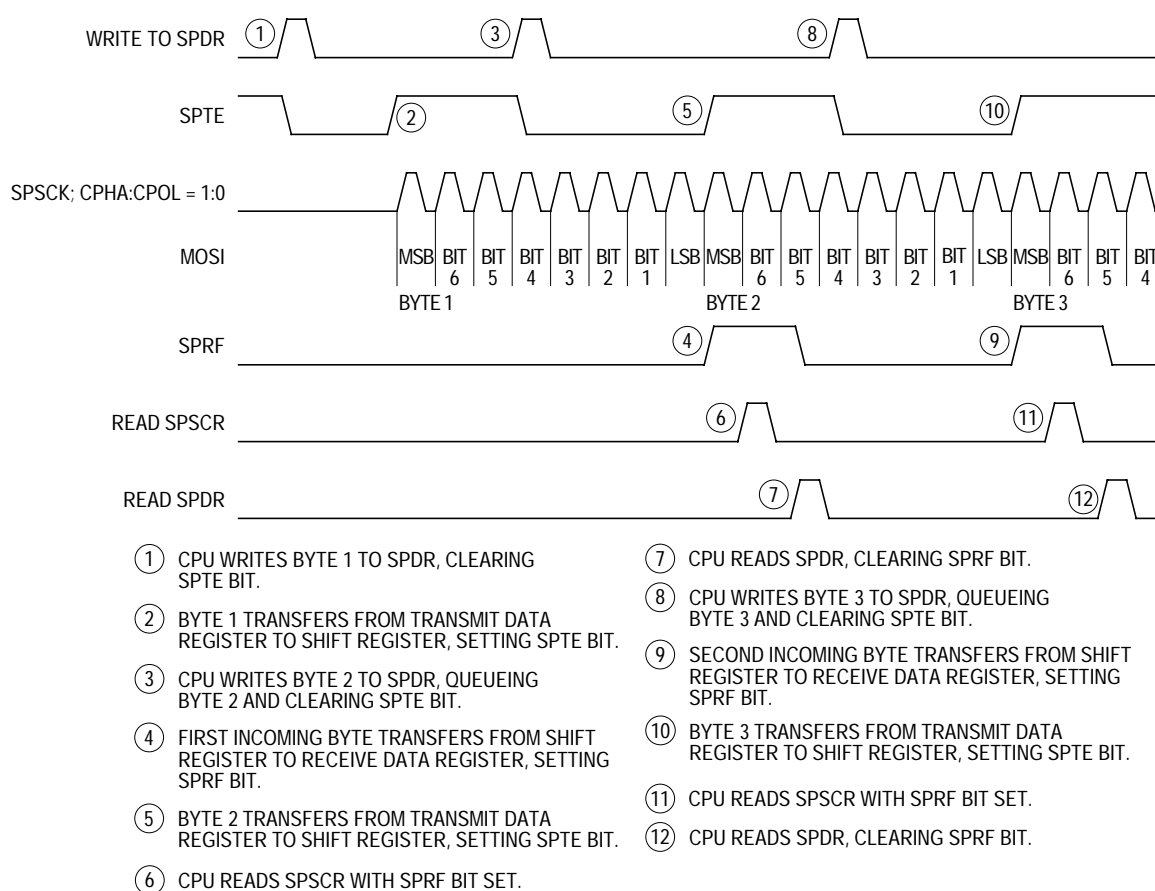 WRITE TO SPDR 1 3 8
SPTE 2 5 10
SPSCK; CPHA:CPOL = 1:0
MOSI MSB BIT 6 BIT 5 BIT 4 BIT 3 BIT 2 BIT 1 LSB MSB BIT 6 BIT 5 BIT 4 BIT 3 BIT 2 BIT 1 LSB MSB BIT 6 BIT 5 BIT 4
BYTE 1 BYTE 2 BYTE 3
SPRF 4 9
READ SPSCR 6 11
READ SPDR 7 12
1 CPU WRITES BYTE 1 TO SPDR, CLEARING
SPTE BIT.
2 BYTE 1 TRANSFERS FROM TRANSMIT DATA
REGISTER TO SHIFT REGISTER, SETTING SPTE BIT.
3 CPU WRITES BYTE 2 TO SPDR, QUEUEING
BYTE 2 AND CLEARING SPTE BIT.
4 FIRST INCOMING BYTE TRANSFERS FROM SHIFT
REGISTER TO RECEIVE DATA REGISTER, SETTING
SPRF BIT.
5 BYTE 2 TRANSFERS FROM TRANSMIT DATA
REGISTER TO SHIFT REGISTER, SETTING SPTE BIT.
6 CPU READS SPSCR WITH SPRF BIT SET.
7 CPU READS SPDR, CLEARING SPRF BIT.
8 CPU WRITES BYTE 3 TO SPDR, QUEUEING
BYTE 3 AND CLEARING SPTE BIT.
9 SECOND INCOMING BYTE TRANSFERS FROM SHIFT
REGISTER TO RECEIVE DATA REGISTER, SETTING
SPRF BIT.
10 BYTE 3 TRANSFERS FROM TRANSMIT DATA
REGISTER TO SHIFT REGISTER, SETTING SPTE BIT.
11 CPU READS SPSCR WITH SPRF BIT SET.
12 CPU READS SPDR, CLEARING SPRF BIT.